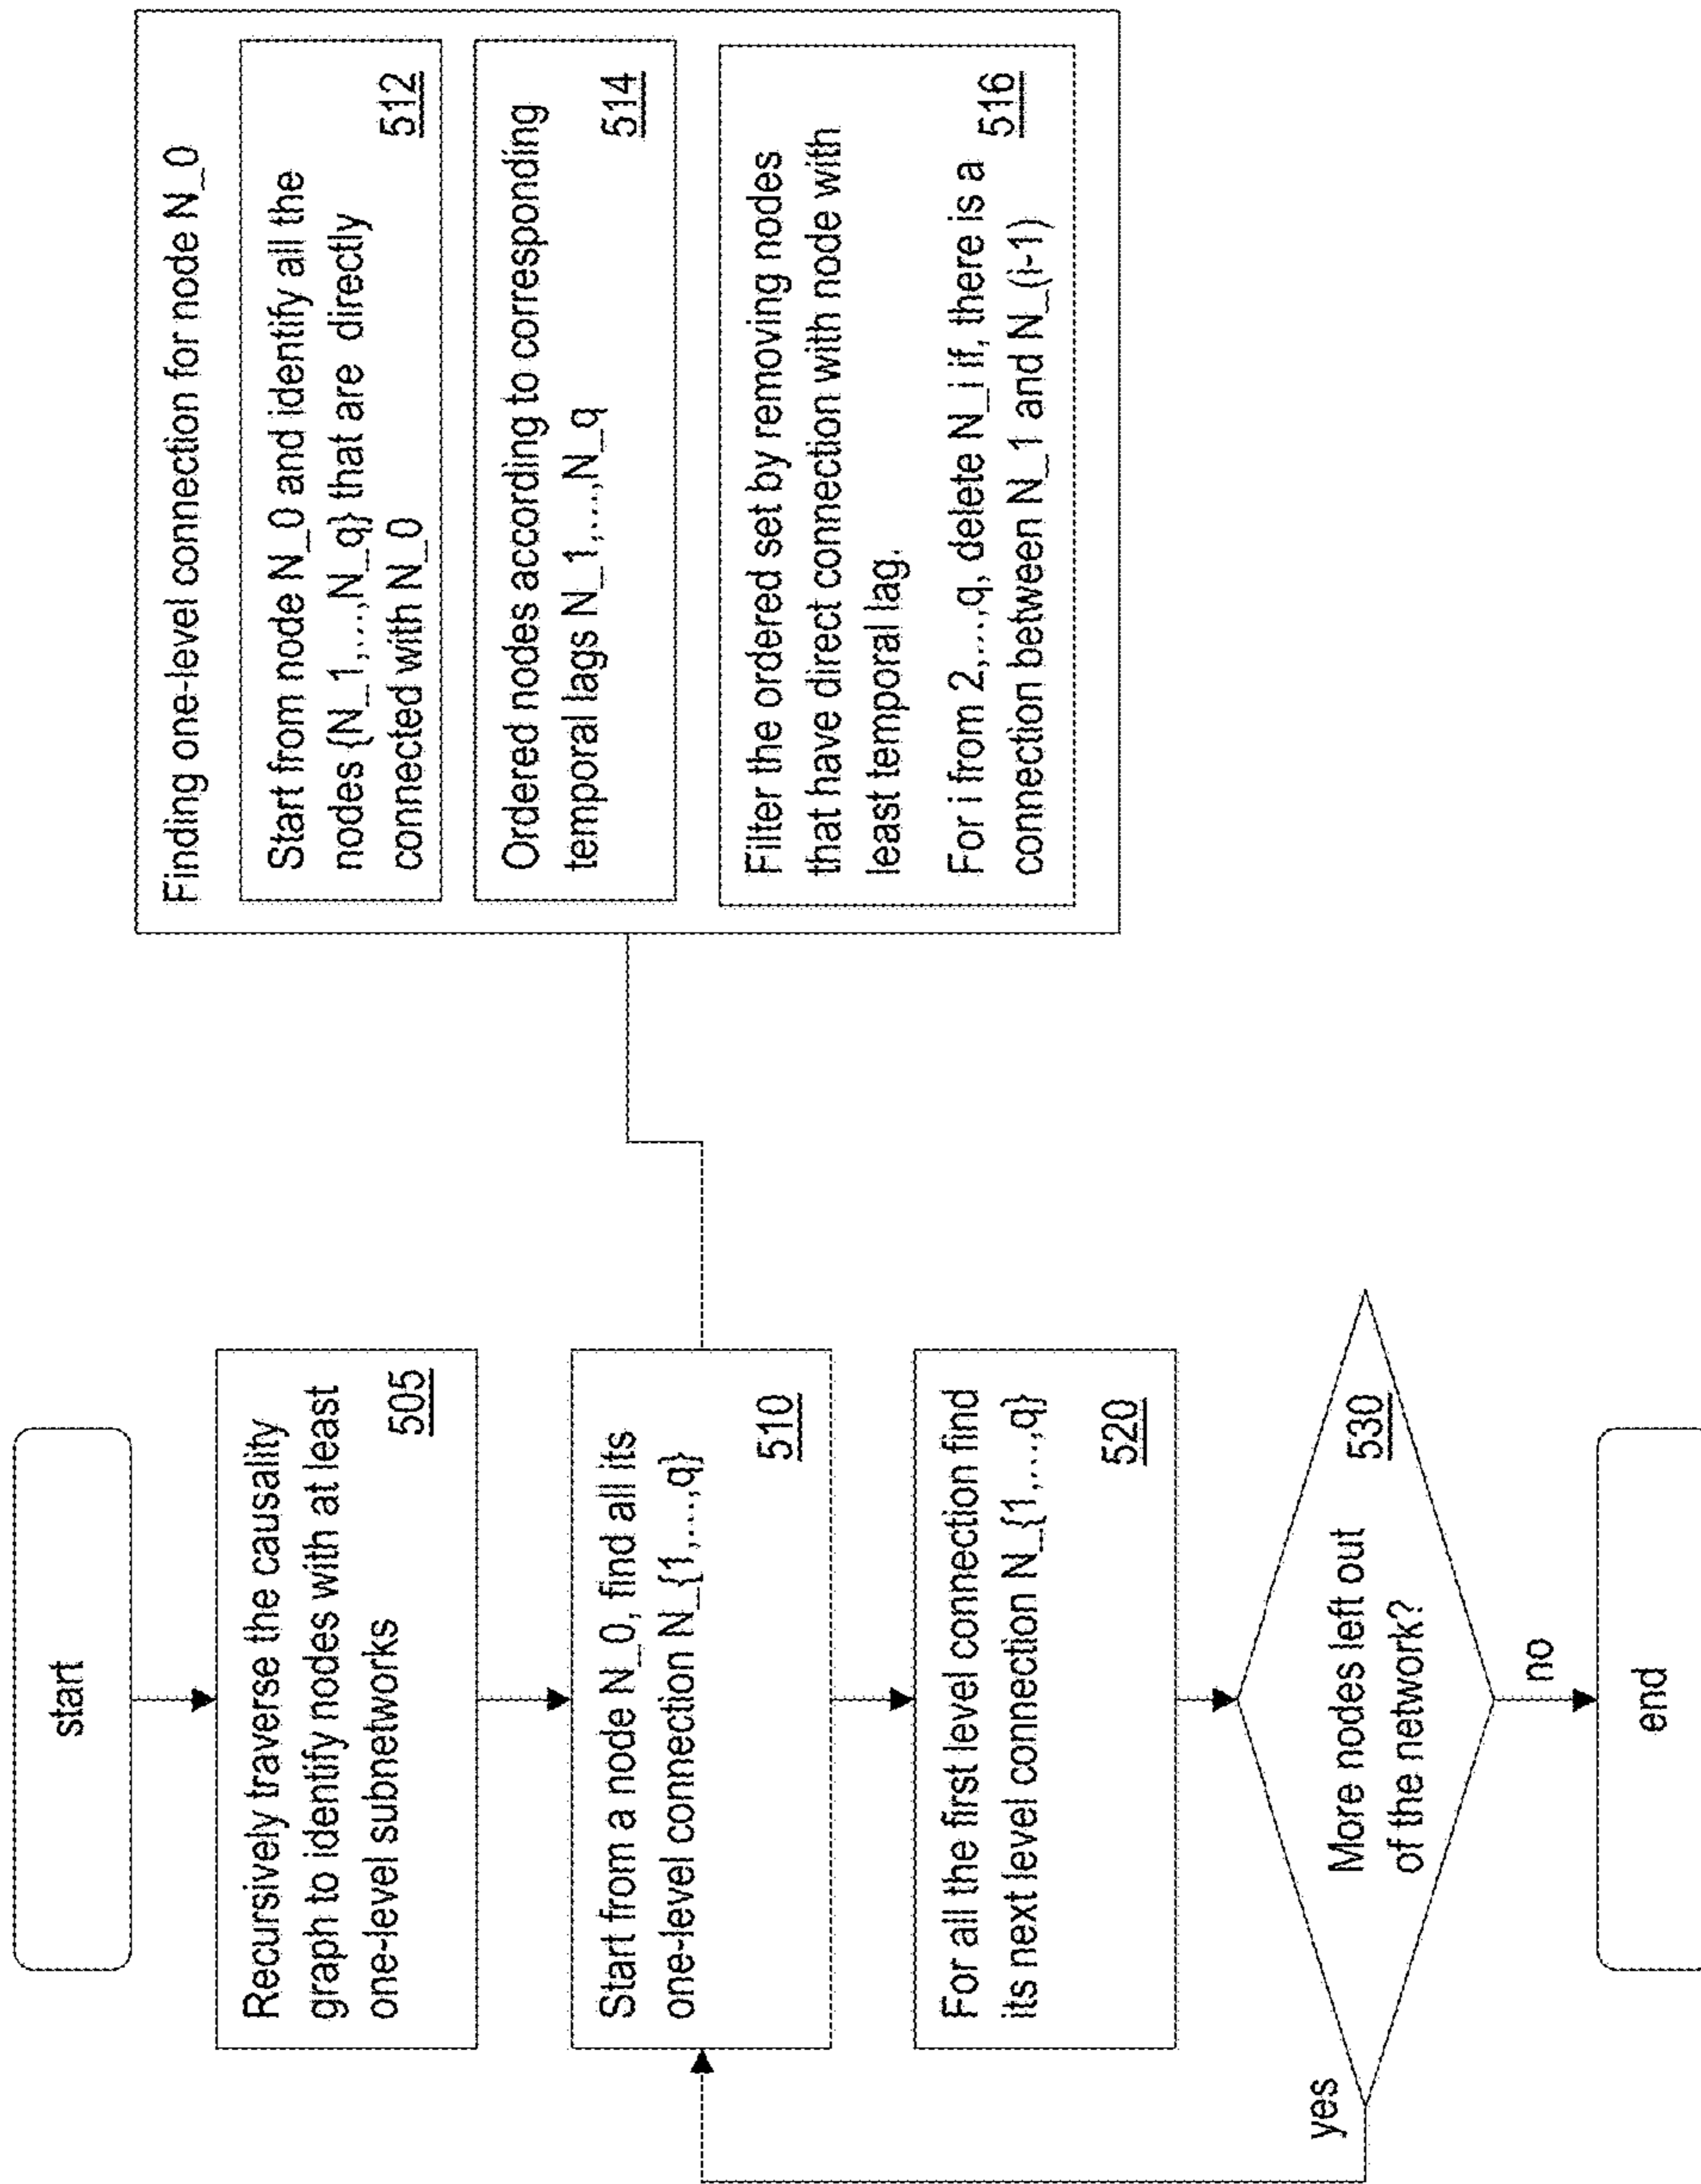 start
Recursively traverse the causality
graph to identify nodes with at least
one-level subnetworks
505
Start from a node N_0, find all its
one-level connection N_{1,...,q}
510
For all the first level connection find
its next level connection N_{1,...,q}
520
530
More nodes left out
of the network?
yes
no
end
Finding one-level connection for node N_0
Start from node N_0 and identify all the
nodes {N_1,...,N_q} that are directly
connected with N_0
512
Ordered nodes according to corresponding
temporal lags N_1,...,N_q
514
Filter the ordered set by removing nodes
that have direct connection with node with
least temporal lag.
516
For i from 2,...,q, delete N_i if, there is a
connection between N_1 and N_(i-1)